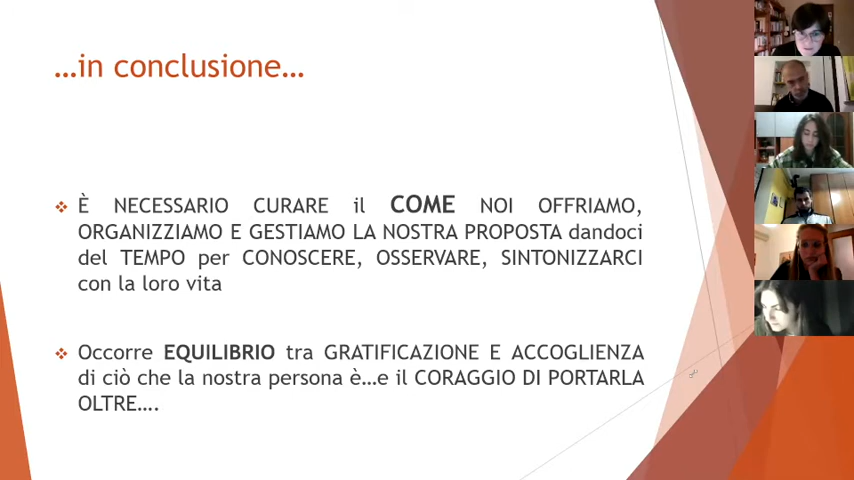 …in conclusione…
È NECESSARIO CURARE il COME NOI OFFRIAMO,
ORGANIZZIAMO E GESTIAMO LA NOSTRA PROPOSTA dandoci
del TEMPO per CONOSCERE, OSSERVARE, SINTONIZZARCI
con la loro vita
Occorre EQUILIBRIO tra GRATIFICAZIONE E ACCOGLIENZA
di ciò che la nostra persona è…e il CORAGGIO DI PORTARLA
OLTRE….